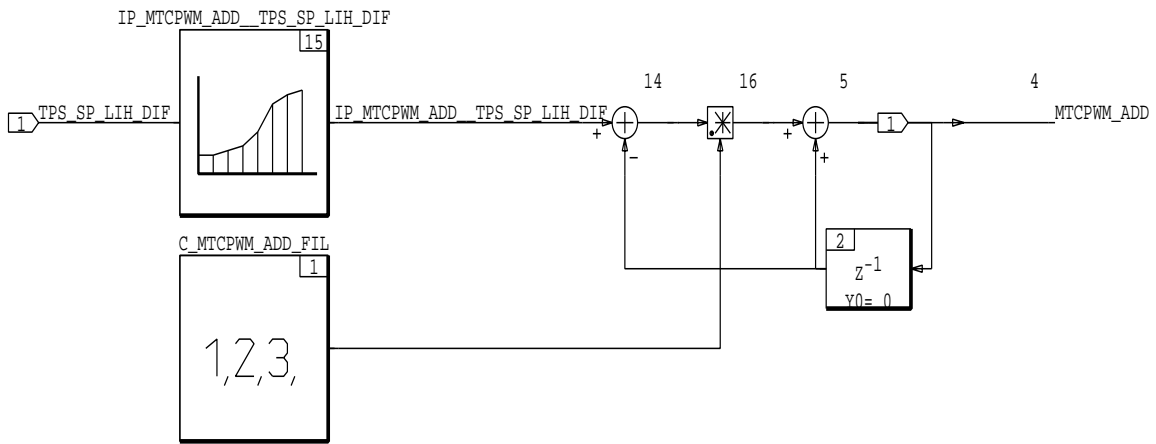 IP_MTCPWM_ADD__TPS_SP_LIH_DIF
15
14
16
5
4
1
TPS_SP_LIH_DIF
IP_MTCPWM_ADD__TPS_SP_LIH_DIF
1
MTCPWM_ADD
+
+
−
+
C_MTCPWM_ADD_FIL
1
2
z-1
Y0= 0
1,2,3,